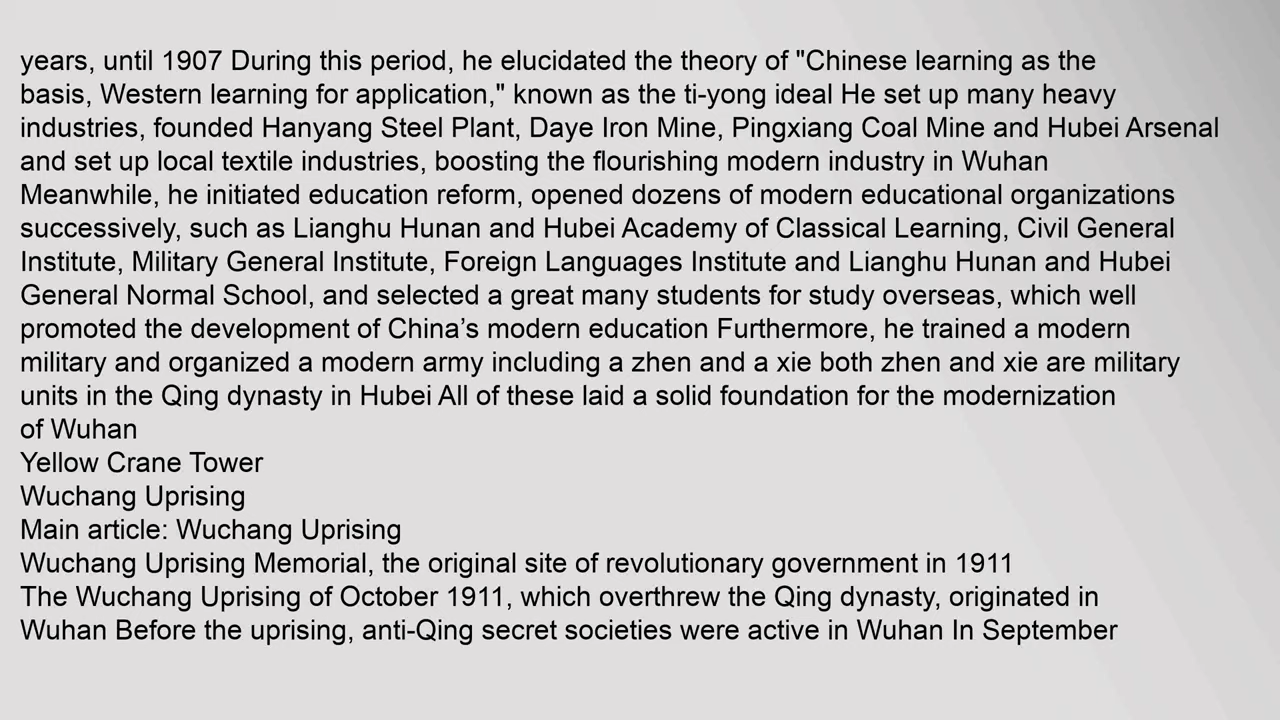 years, until 1907 During this period, he elucidated the theory of "Chinese learning as the
basis, Western learning for application," known as the ti-yong ideal He set up many heavy
industries, founded Hanyang Steel Plant, Daye Iron Mine, Pingxiang Coal Mine and Hubei Arsenal
and set up local textile industries, boosting the flourishing modern industry in Wuhan
Meanwhile, he initiated education reform, opened dozens of modern educational organizations
successively, such as Lianghu Hunan and Hubei Academy of Classical Learning, Civil General
Institute, Military General Institute, Foreign Languages Institute and Lianghu Hunan and Hubei
General Normal School, and selected a great many students for study overseas, which well
promoted the development of China’s modern education Furthermore, he trained a modern
military and organized a modern army including a zhen and a xie both zhen and xie are military
units in the Qing dynasty in Hubei All of these laid a solid foundation for the modernization
of Wuhan
Yellow Crane Tower
Wuchang Uprising
Main article: Wuchang Uprising
Wuchang Uprising Memorial, the original site of revolutionary government in 1911
The Wuchang Uprising of October 1911, which overthrew the Qing dynasty, originated in
Wuhan Before the uprising, anti-Qing secret societies were active in Wuhan In September